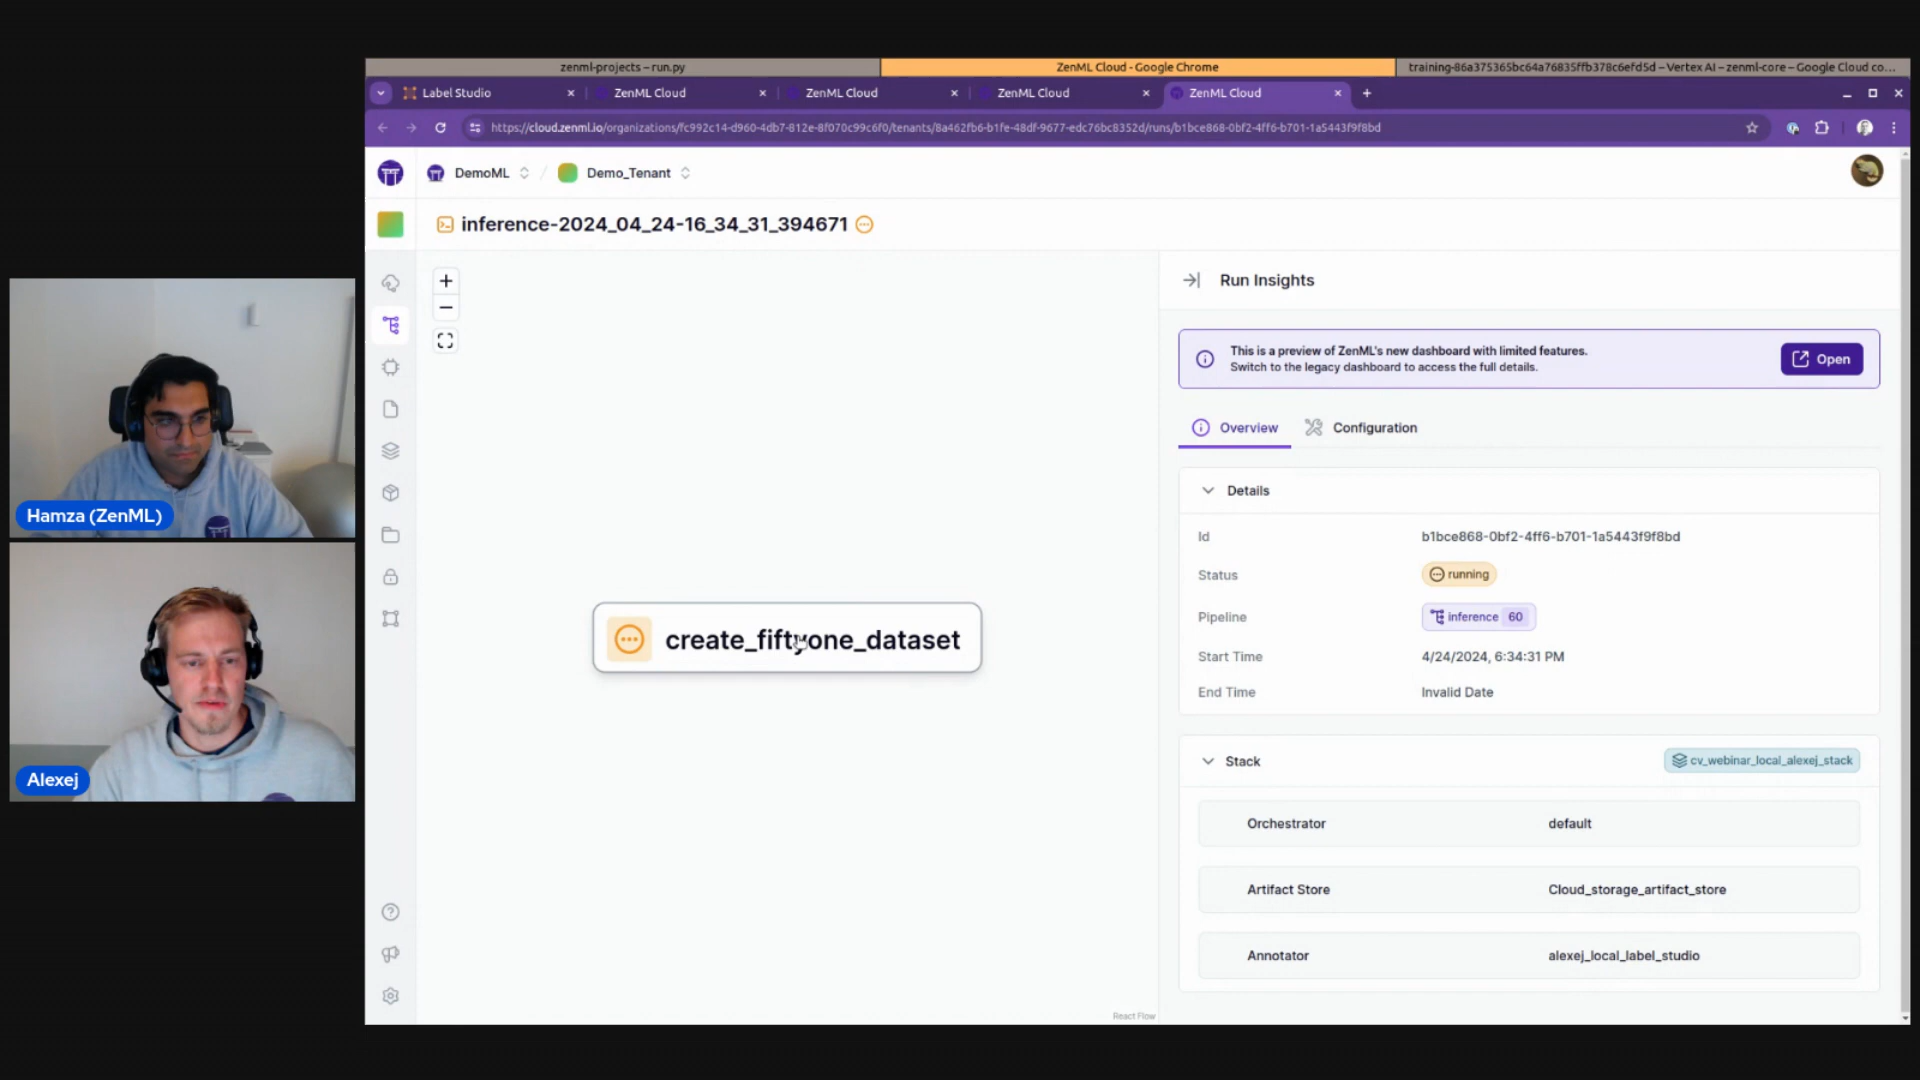 zenml-projects – run.py
ZenML Cloud - Google Chrome
training-86a375365bc64a76835ffb378c6efd5d – Vertex AI – zenml-core – Google Cloud co...
Label Studio
ZenML Cloud
ZenML Cloud
ZenML Cloud
ZenML Cloud
https://cloud.zenml.io/organizations/fc992c14-d960-4db7-812e-8f070c99c6f0/tenants/8a462fb6-b1fe-48df-9677-edc76bc8352d/runs/b1bce868-0bf2-4ff6-b701-1a5443f9f8bd
DemoML / Demo_Tenant
inference-2024_04_24-16_34_31_394671
Run Insights
This is a preview of ZenML's new dashboard with limited features.
Switch to the legacy dashboard to access the full details.
Open
Overview
Configuration
Details
Id b1bce868-0bf2-4ff6-b701-1a5443f9f8bd
Status running
Pipeline inference 60
Start Time 4/24/2024, 6:34:31 PM
End Time Invalid Date
Stack cv_webinar_local_alexej_stack
Orchestrator default
Artifact Store Cloud_storage_artifact_store
Annotator alexej_local_label_studio
create_fiftyone_dataset
React Flow
Hamza (ZenML)
Alexej